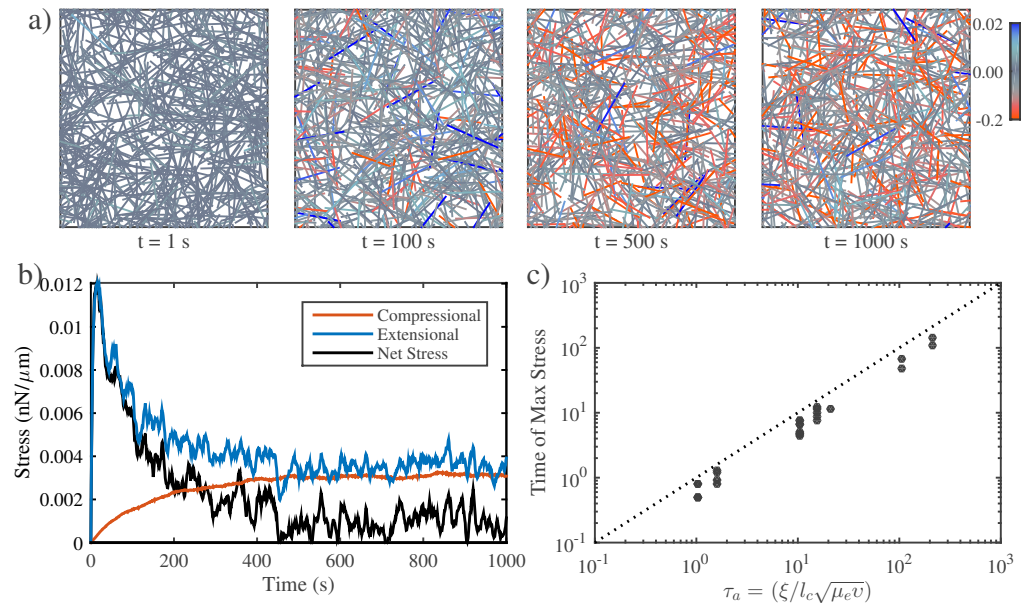 a)
0.02
0.00
-0.2
t = 1 s
t = 100 s
t = 500 s
t = 1000 s
b)
0.012
0.01
0.008
0.006
0.004
0.002
0
Stress (nN/μm)
Compressional
Extensional
Net Stress
0 200 400 600 800 1000
Time (s)
c)
10³
10²
10¹
10⁰
10⁻¹
Time of Max Stress
10⁻¹ 10⁰ 10¹ 10² 10³
τₐ = (ξ/l_c√μₑυ)